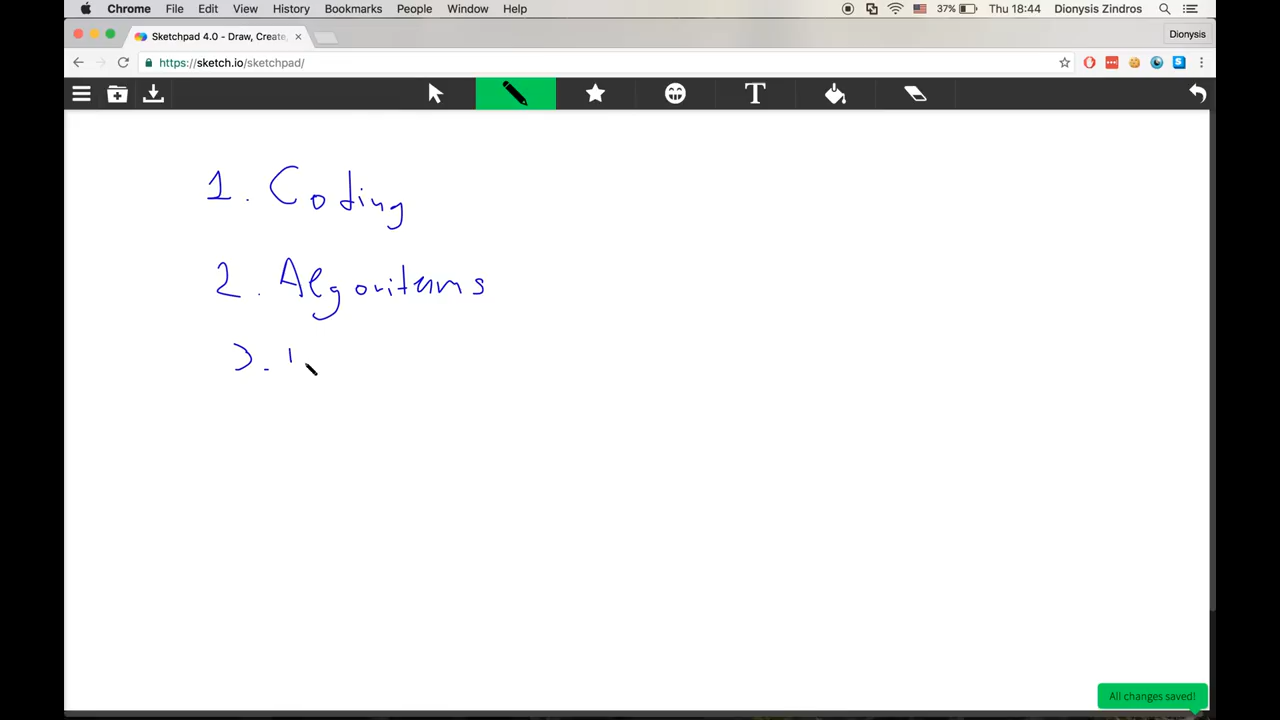 Chrome File Edit View History Bookmarks People Window Help 37% Thu 18:44 Dionysis Zindros
Sketchpad 4.0 - Draw, Create, Dionysis
https://sketch.io/sketchpad/
T
1. Coding
2. Algoritems
3.
All changes saved!